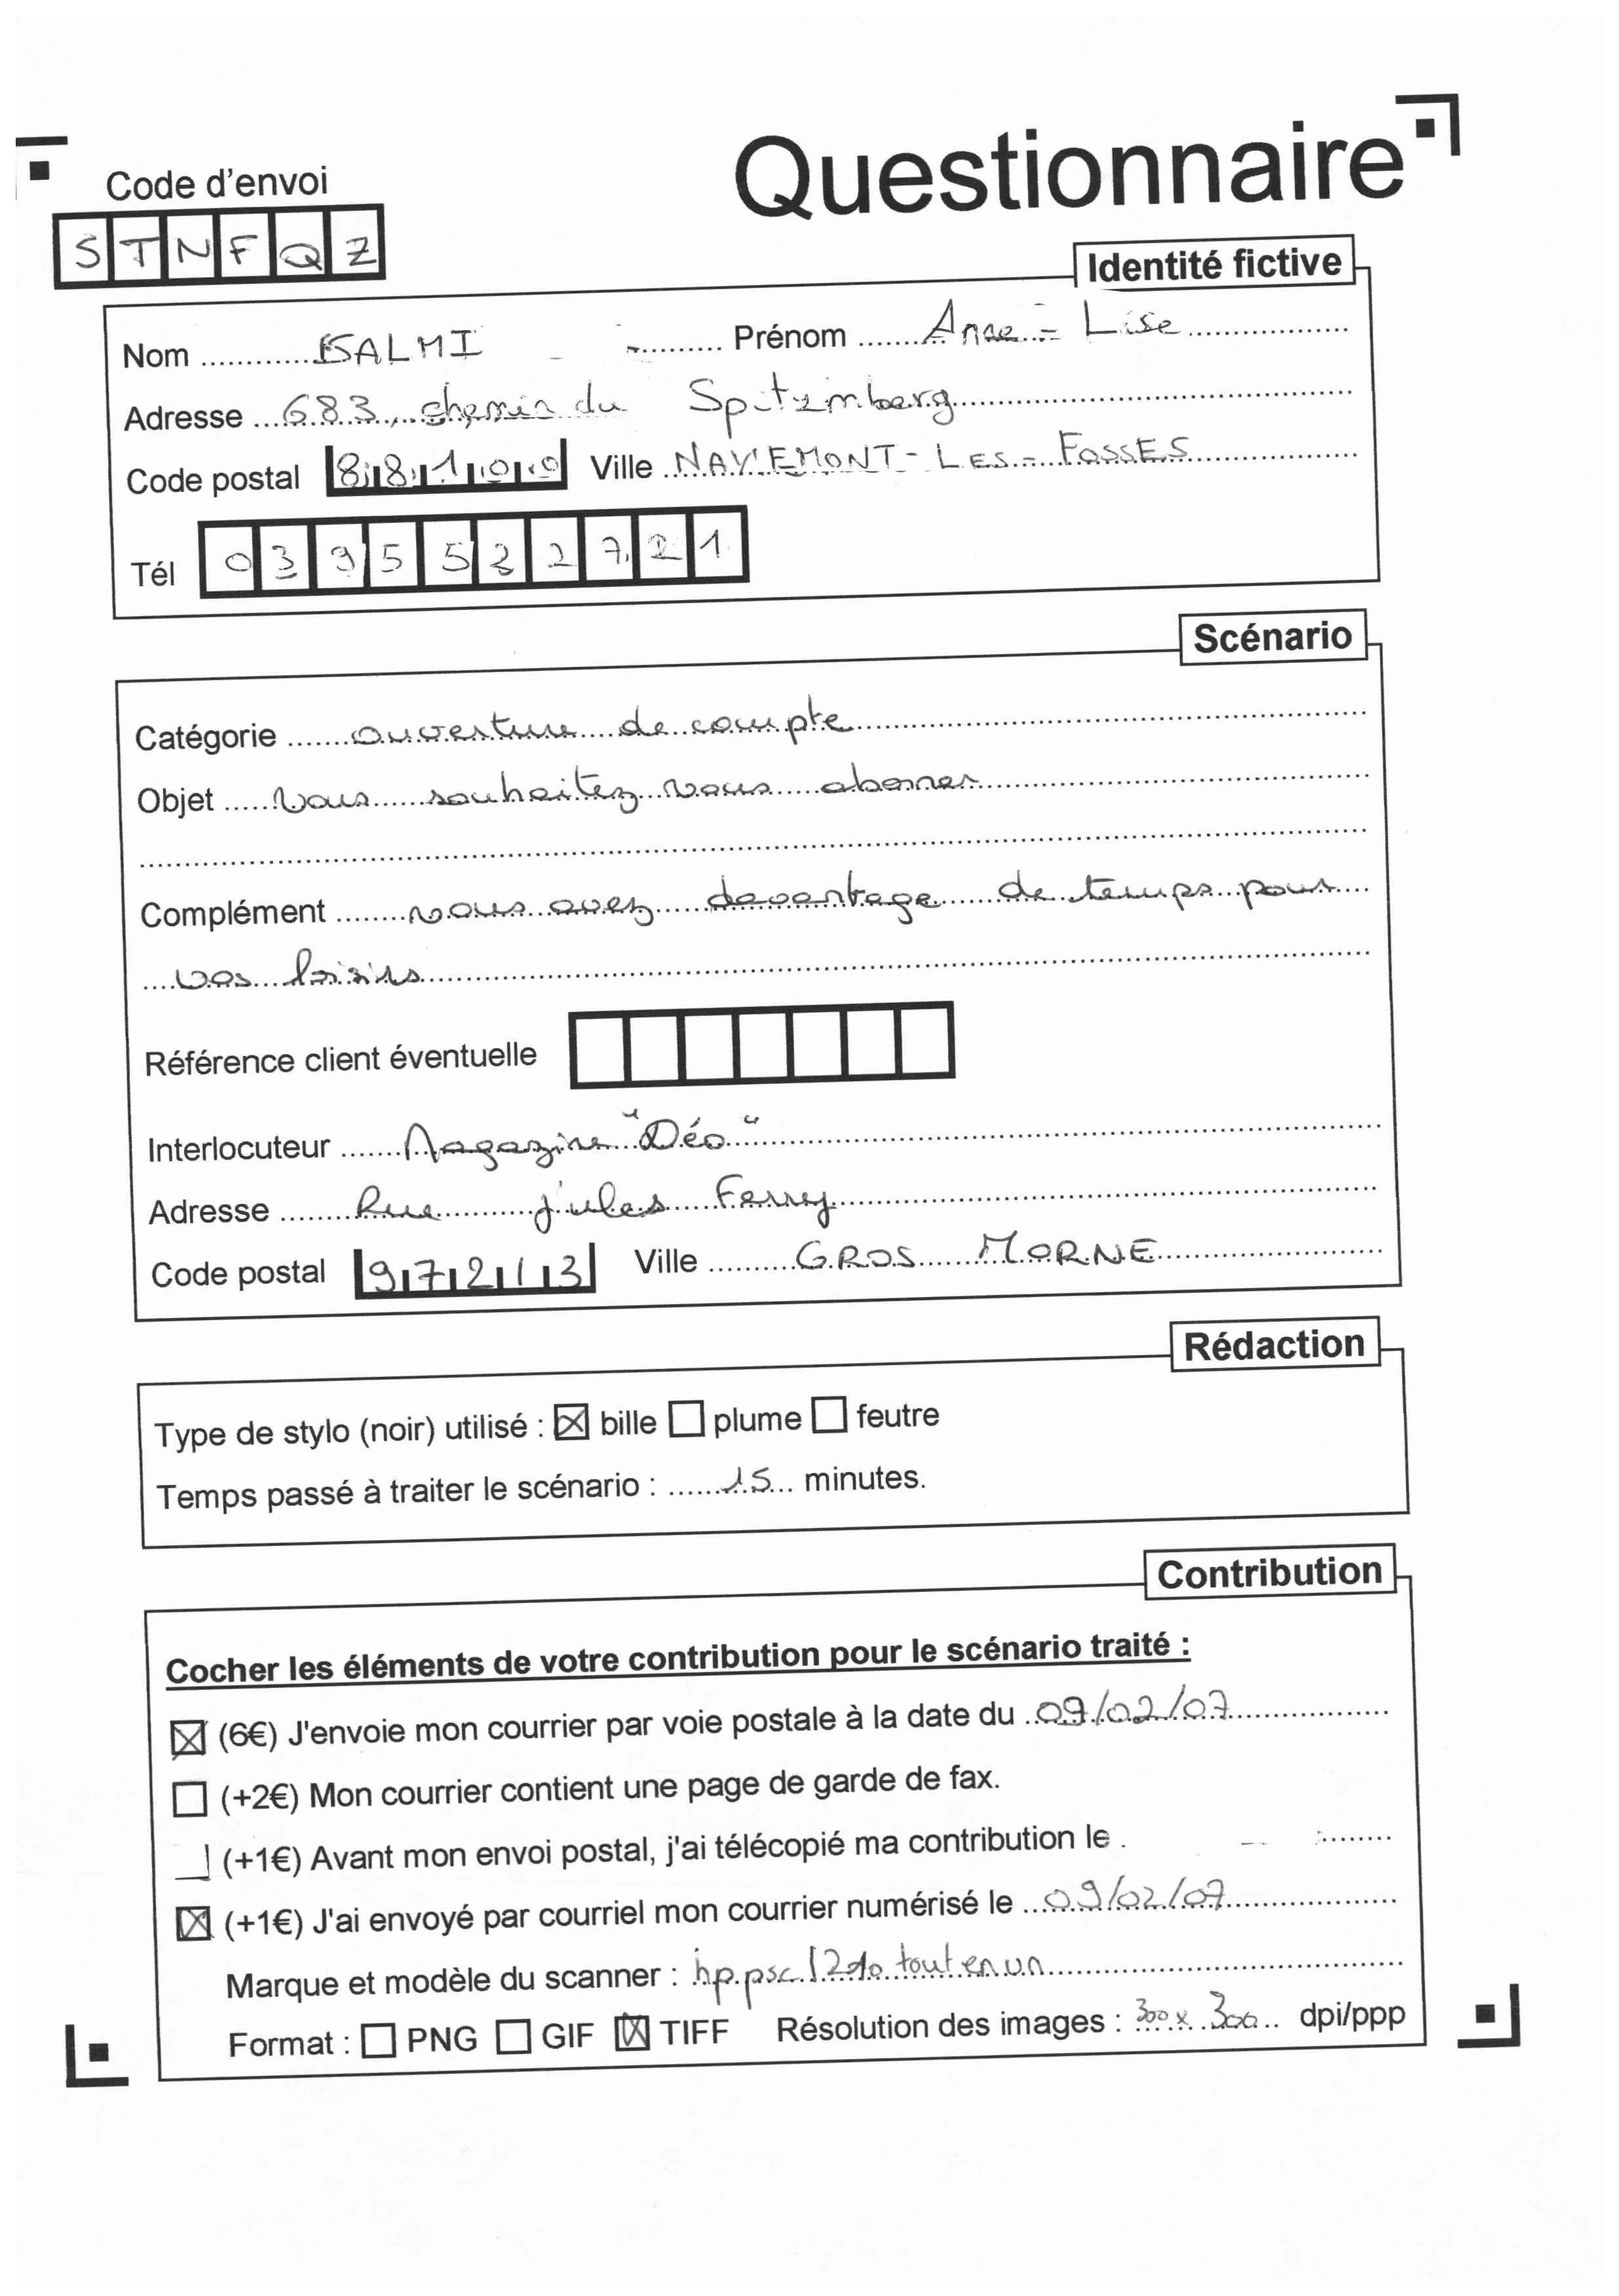 Questionnaire
Code d'envoi
STNFQZ
Identité fictive
Nom SALMI Prénom Anne-Lise
Adresse 683, chemin du Spitzmberg
Code postal 88100 Ville NAYEMONT-LES-FOSSES
Tél 0395522721
Scénario
Catégorie ouverture de compte
Objet Vous souhaitez vous abonner
Complément vous avez davantage de temps pour
vos loisirs
Référence client éventuelle
Interlocuteur Magazine "Déo"
Adresse Rue jules Ferry
Code postal 97213 Ville GROS MORNE
Rédaction
Type de stylo (noir) utilisé : ☒ bille ☐ plume ☐ feutre
Temps passé à traiter le scénario : 15 minutes.
Contribution
Cocher les éléments de votre contribution pour le scénario traité :
☒ (6€) J'envoie mon courrier par voie postale à la date du 09/02/07
☐ (+2€) Mon courrier contient une page de garde de fax.
☐ (+1€) Avant mon envoi postal, j'ai télécopié ma contribution le
☒ (+1€) J'ai envoyé par courriel mon courrier numérisé le 09/02/07
Marque et modèle du scanner : hp psc 1210 tout en un
Format : ☐ PNG ☐ GIF ☒ TIFF Résolution des images : 300 x 300 dpi/ppp